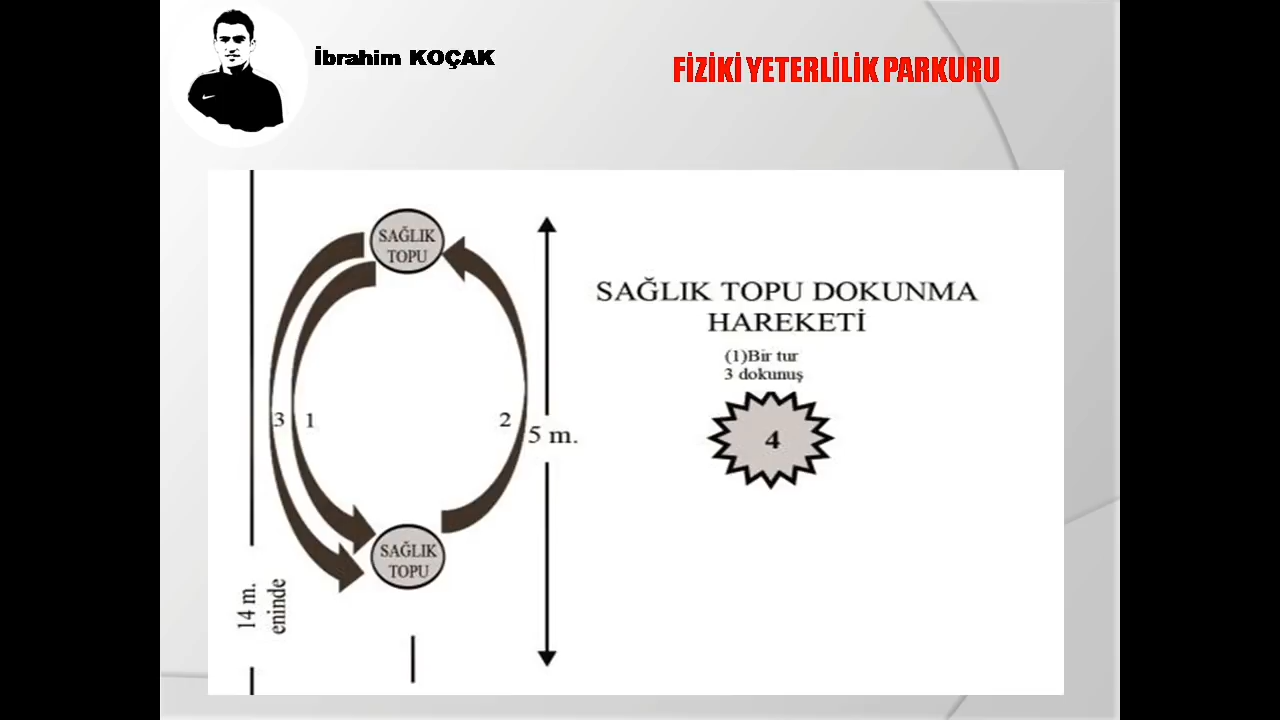 İbrahim KOÇAK
FİZİKİ YETERLİLİK PARKURU
SAĞLIK
TOPU
SAĞLIK TOPU DOKUNMA
HAREKETİ
(1)Bir tur
3 dokunuş
3
1
2
5 m.
4
SAĞLIK
TOPU
14 m.
eninde